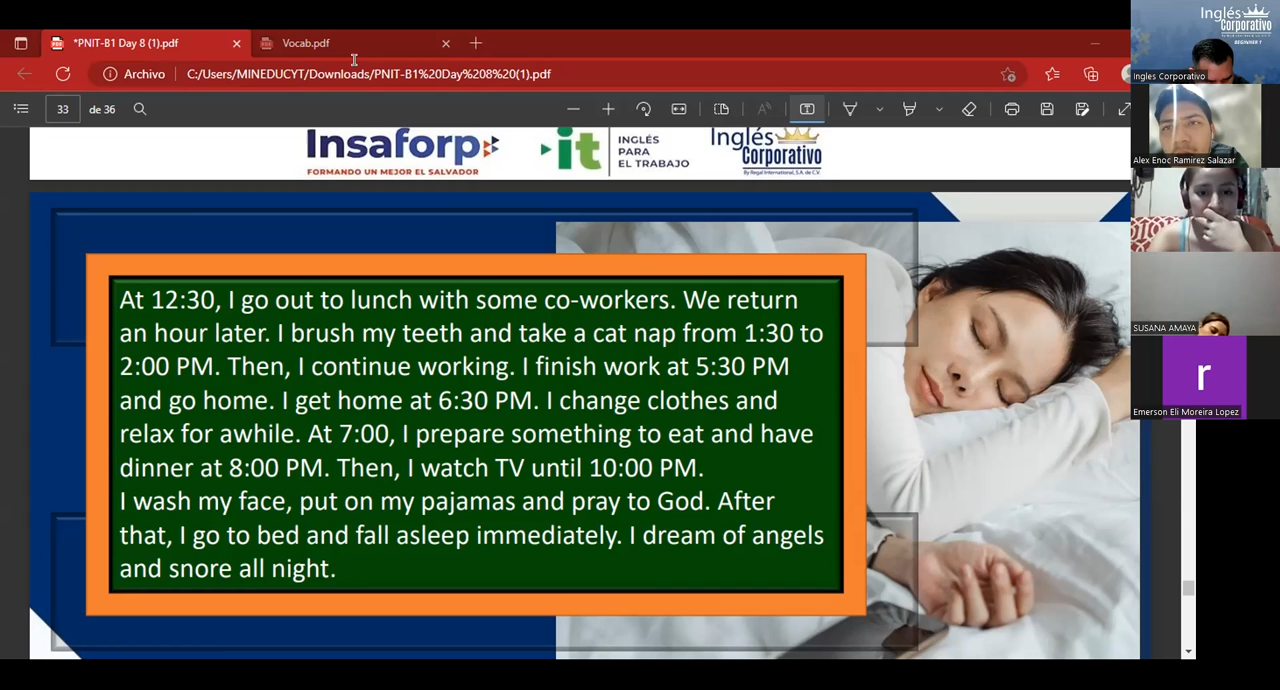 *PNIT-B1 Day 8 (1).pdf
Vocab.pdf
Archivo
C:/Users/MINEDUCYT/Downloads/PNIT-B1%20Day%208%20(1).pdf
33
de 36
Insaforp
FORMANDO UN MEJOR EL SALVADOR
it
INGLÉS
PARA
EL TRABAJO
Inglés
Corporativo
By Regal International, S.A. de C.V.
At 12:30, I go out to lunch with some co-workers. We return
an hour later. I brush my teeth and take a cat nap from 1:30 to
2:00 PM. Then, I continue working. I finish work at 5:30 PM
and go home. I get home at 6:30 PM. I change clothes and
relax for awhile. At 7:00, I prepare something to eat and have
dinner at 8:00 PM. Then, I watch TV until 10:00 PM.
I wash my face, put on my pajamas and pray to God. After
that, I go to bed and fall asleep immediately. I dream of angels
and snore all night.
Inglés
Corporativo
BEGINNER 1
Ingles Corporativo
Alex Enoc Ramirez Salazar
SUSANA AMAYA
r
Emerson Eli Moreira Lopez